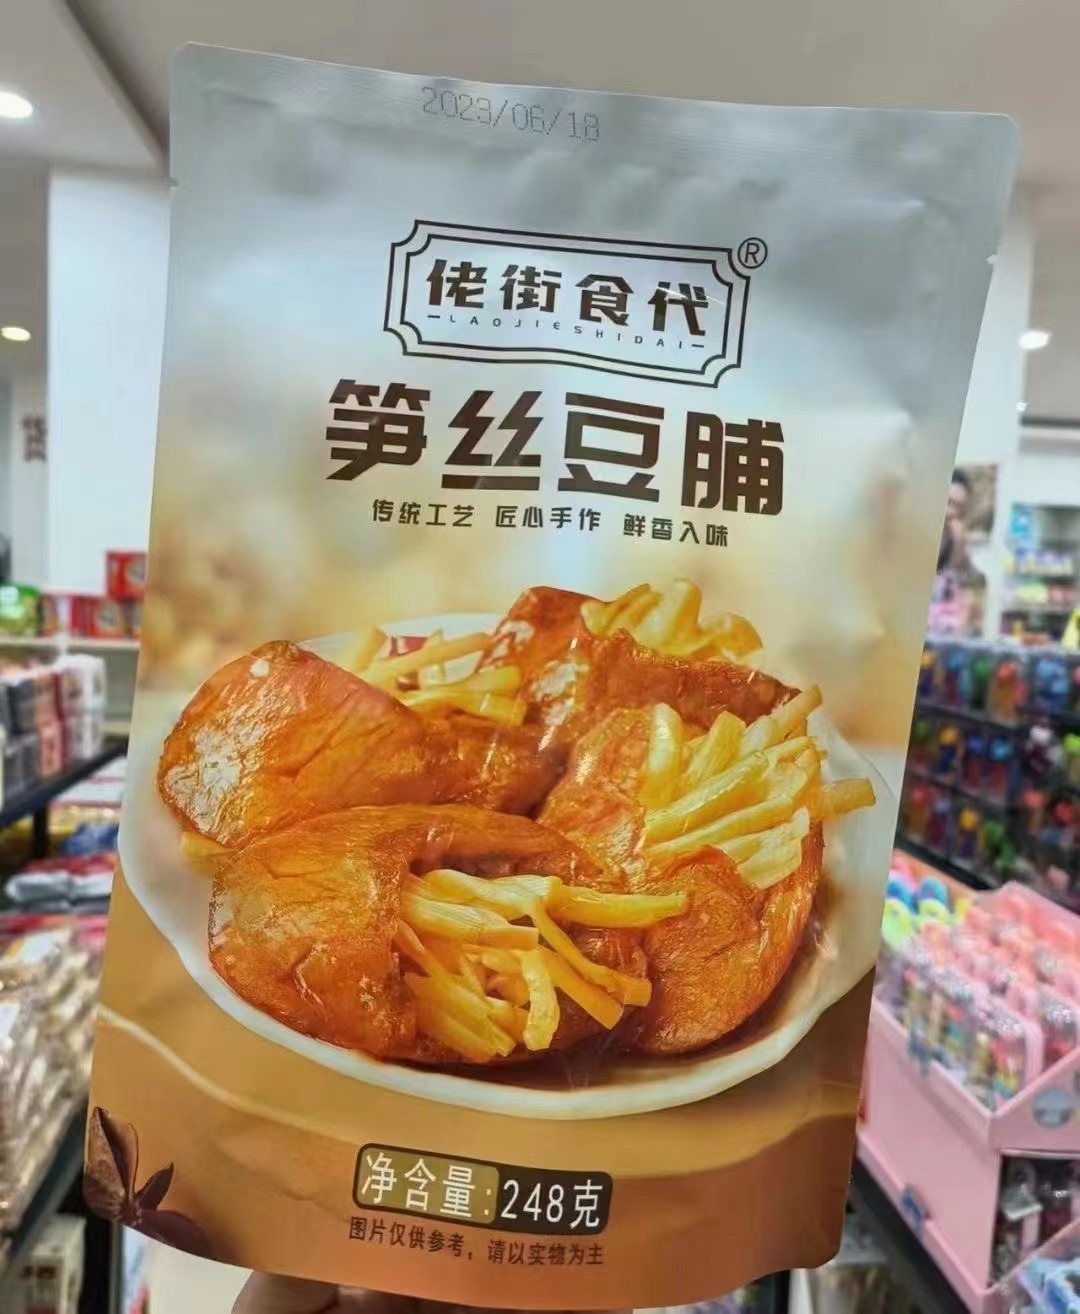 2023/06/18
佬街食代®
LAOJIESHIDAI
笋丝豆脯
传统工艺 匠心手作 鲜香入味
净含量:248克
图片仅供参考，请以实物为主